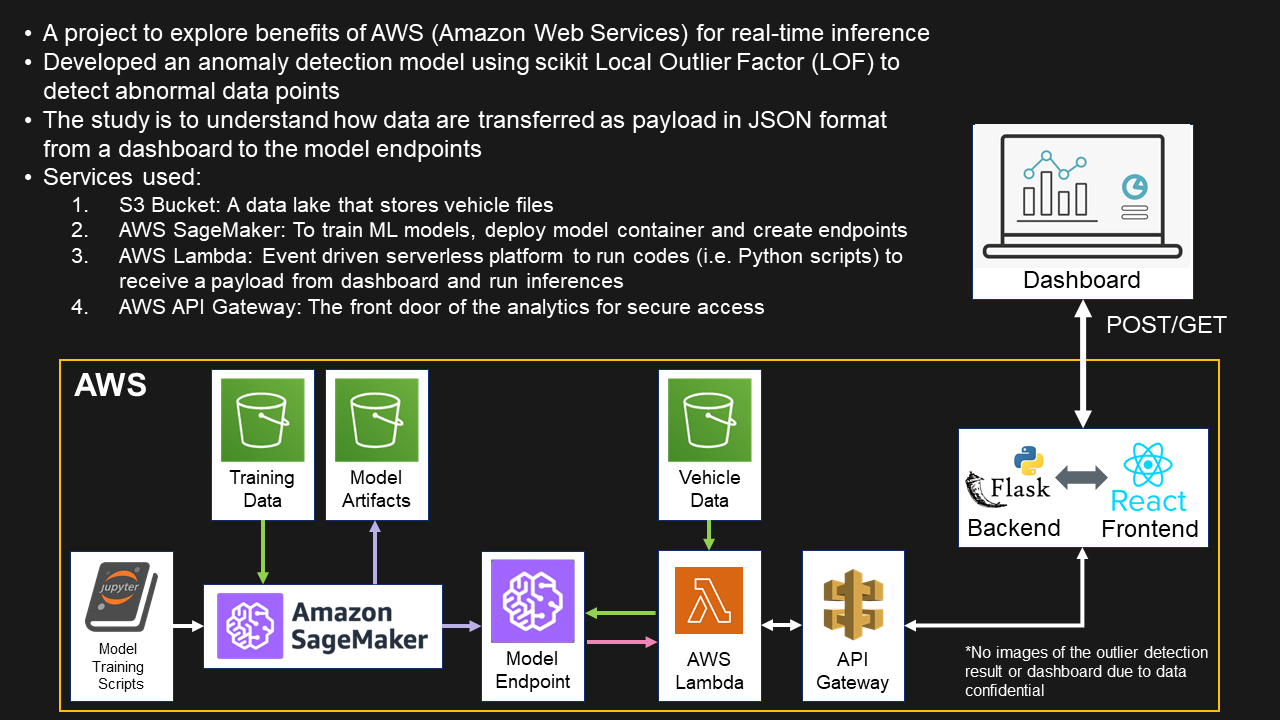 • A project to explore benefits of AWS (Amazon Web Services) for real-time inference
• Developed an anomaly detection model using scikit Local Outlier Factor (LOF) to
detect abnormal data points
• The study is to understand how data are transferred as payload in JSON format
from a dashboard to the model endpoints
• Services used:
1. S3 Bucket: A data lake that stores vehicle files
2. AWS SageMaker: To train ML models, deploy model container and create endpoints
3. AWS Lambda: Event driven serverless platform to run codes (i.e. Python scripts) to
receive a payload from dashboard and run inferences
4. AWS API Gateway: The front door of the analytics for secure access
Dashboard
POST/GET
AWS
Training
Data
Model
Artifacts
Vehicle
Data
Flask
Backend
React
Frontend
jupyter
Model
Training
Scripts
Amazon
SageMaker
Model
Endpoint
AWS
Lambda
API
Gateway
*No images of the outlier detection
result or dashboard due to data
confidential